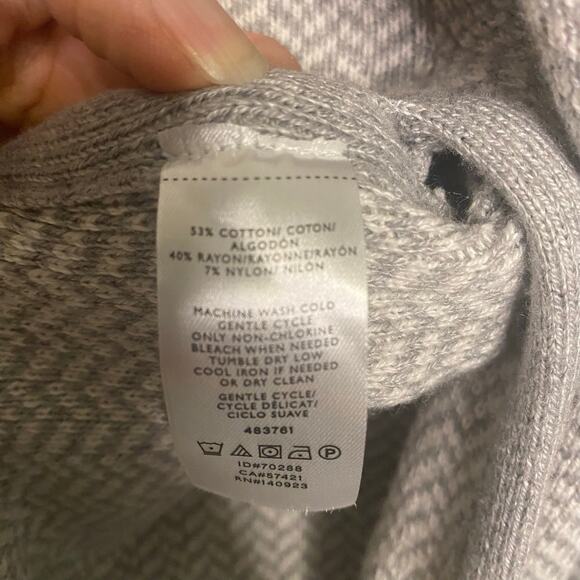 53% COTTON/ COTON/
ALGODÓN
40% RAYON/RAYONNE/RAYÓN
7% NYLON/ NILÓN
MACHINE WASH COLD
GENTLE CYCLE
ONLY NON-CHLORINE
BLEACH WHEN NEEDED
TUMBLE DRY LOW
COOL IRON IF NEEDED
OR DRY CLEAN
GENTLE CYCLE/
CYCLE DÉLICAT/
CICLO SUAVE
483761
P
ID#70288
CA#57421
RN#140923